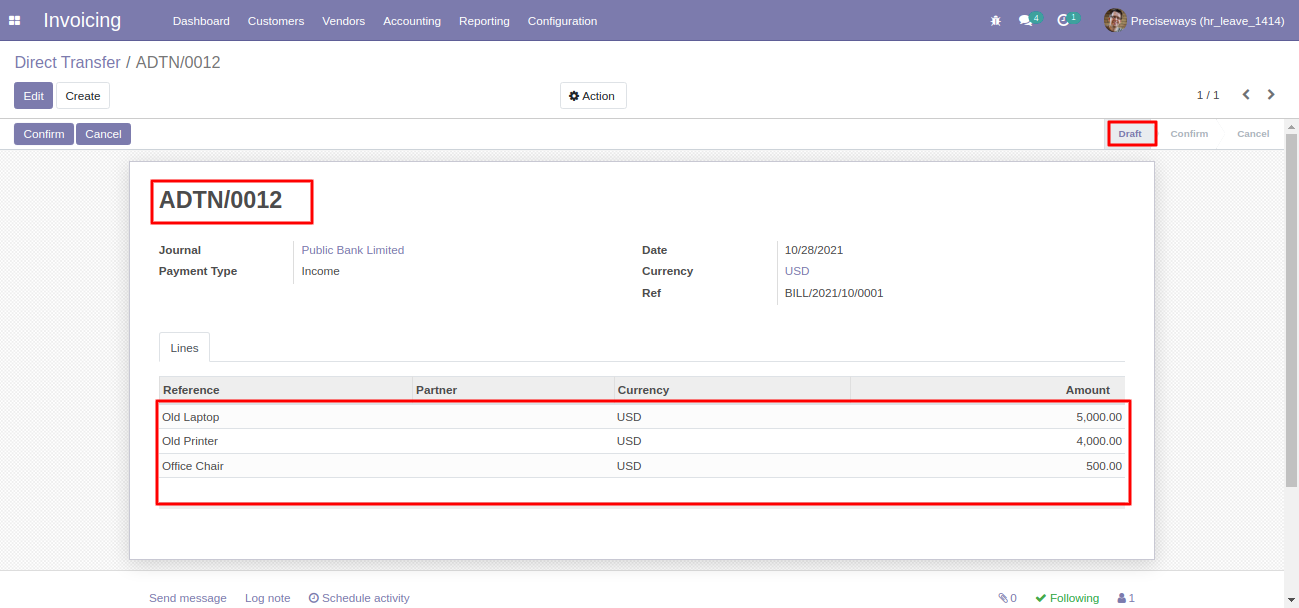 Invoicing Dashboard Customers Vendors Accounting Reporting Configuration 4 1 Preciseways (hr_leave_1414)
Direct Transfer / ADTN/0012
Edit Create Action 1 / 1
Confirm Cancel Draft Confirm Cancel
ADTN/0012
Journal Public Bank Limited Date 10/28/2021
Payment Type Income Currency USD
Ref BILL/2021/10/0001
Lines
Reference Partner Currency Amount
Old Laptop USD 5,000.00
Old Printer USD 4,000.00
Office Chair USD 500.00
Send message Log note Schedule activity 0 Following 1